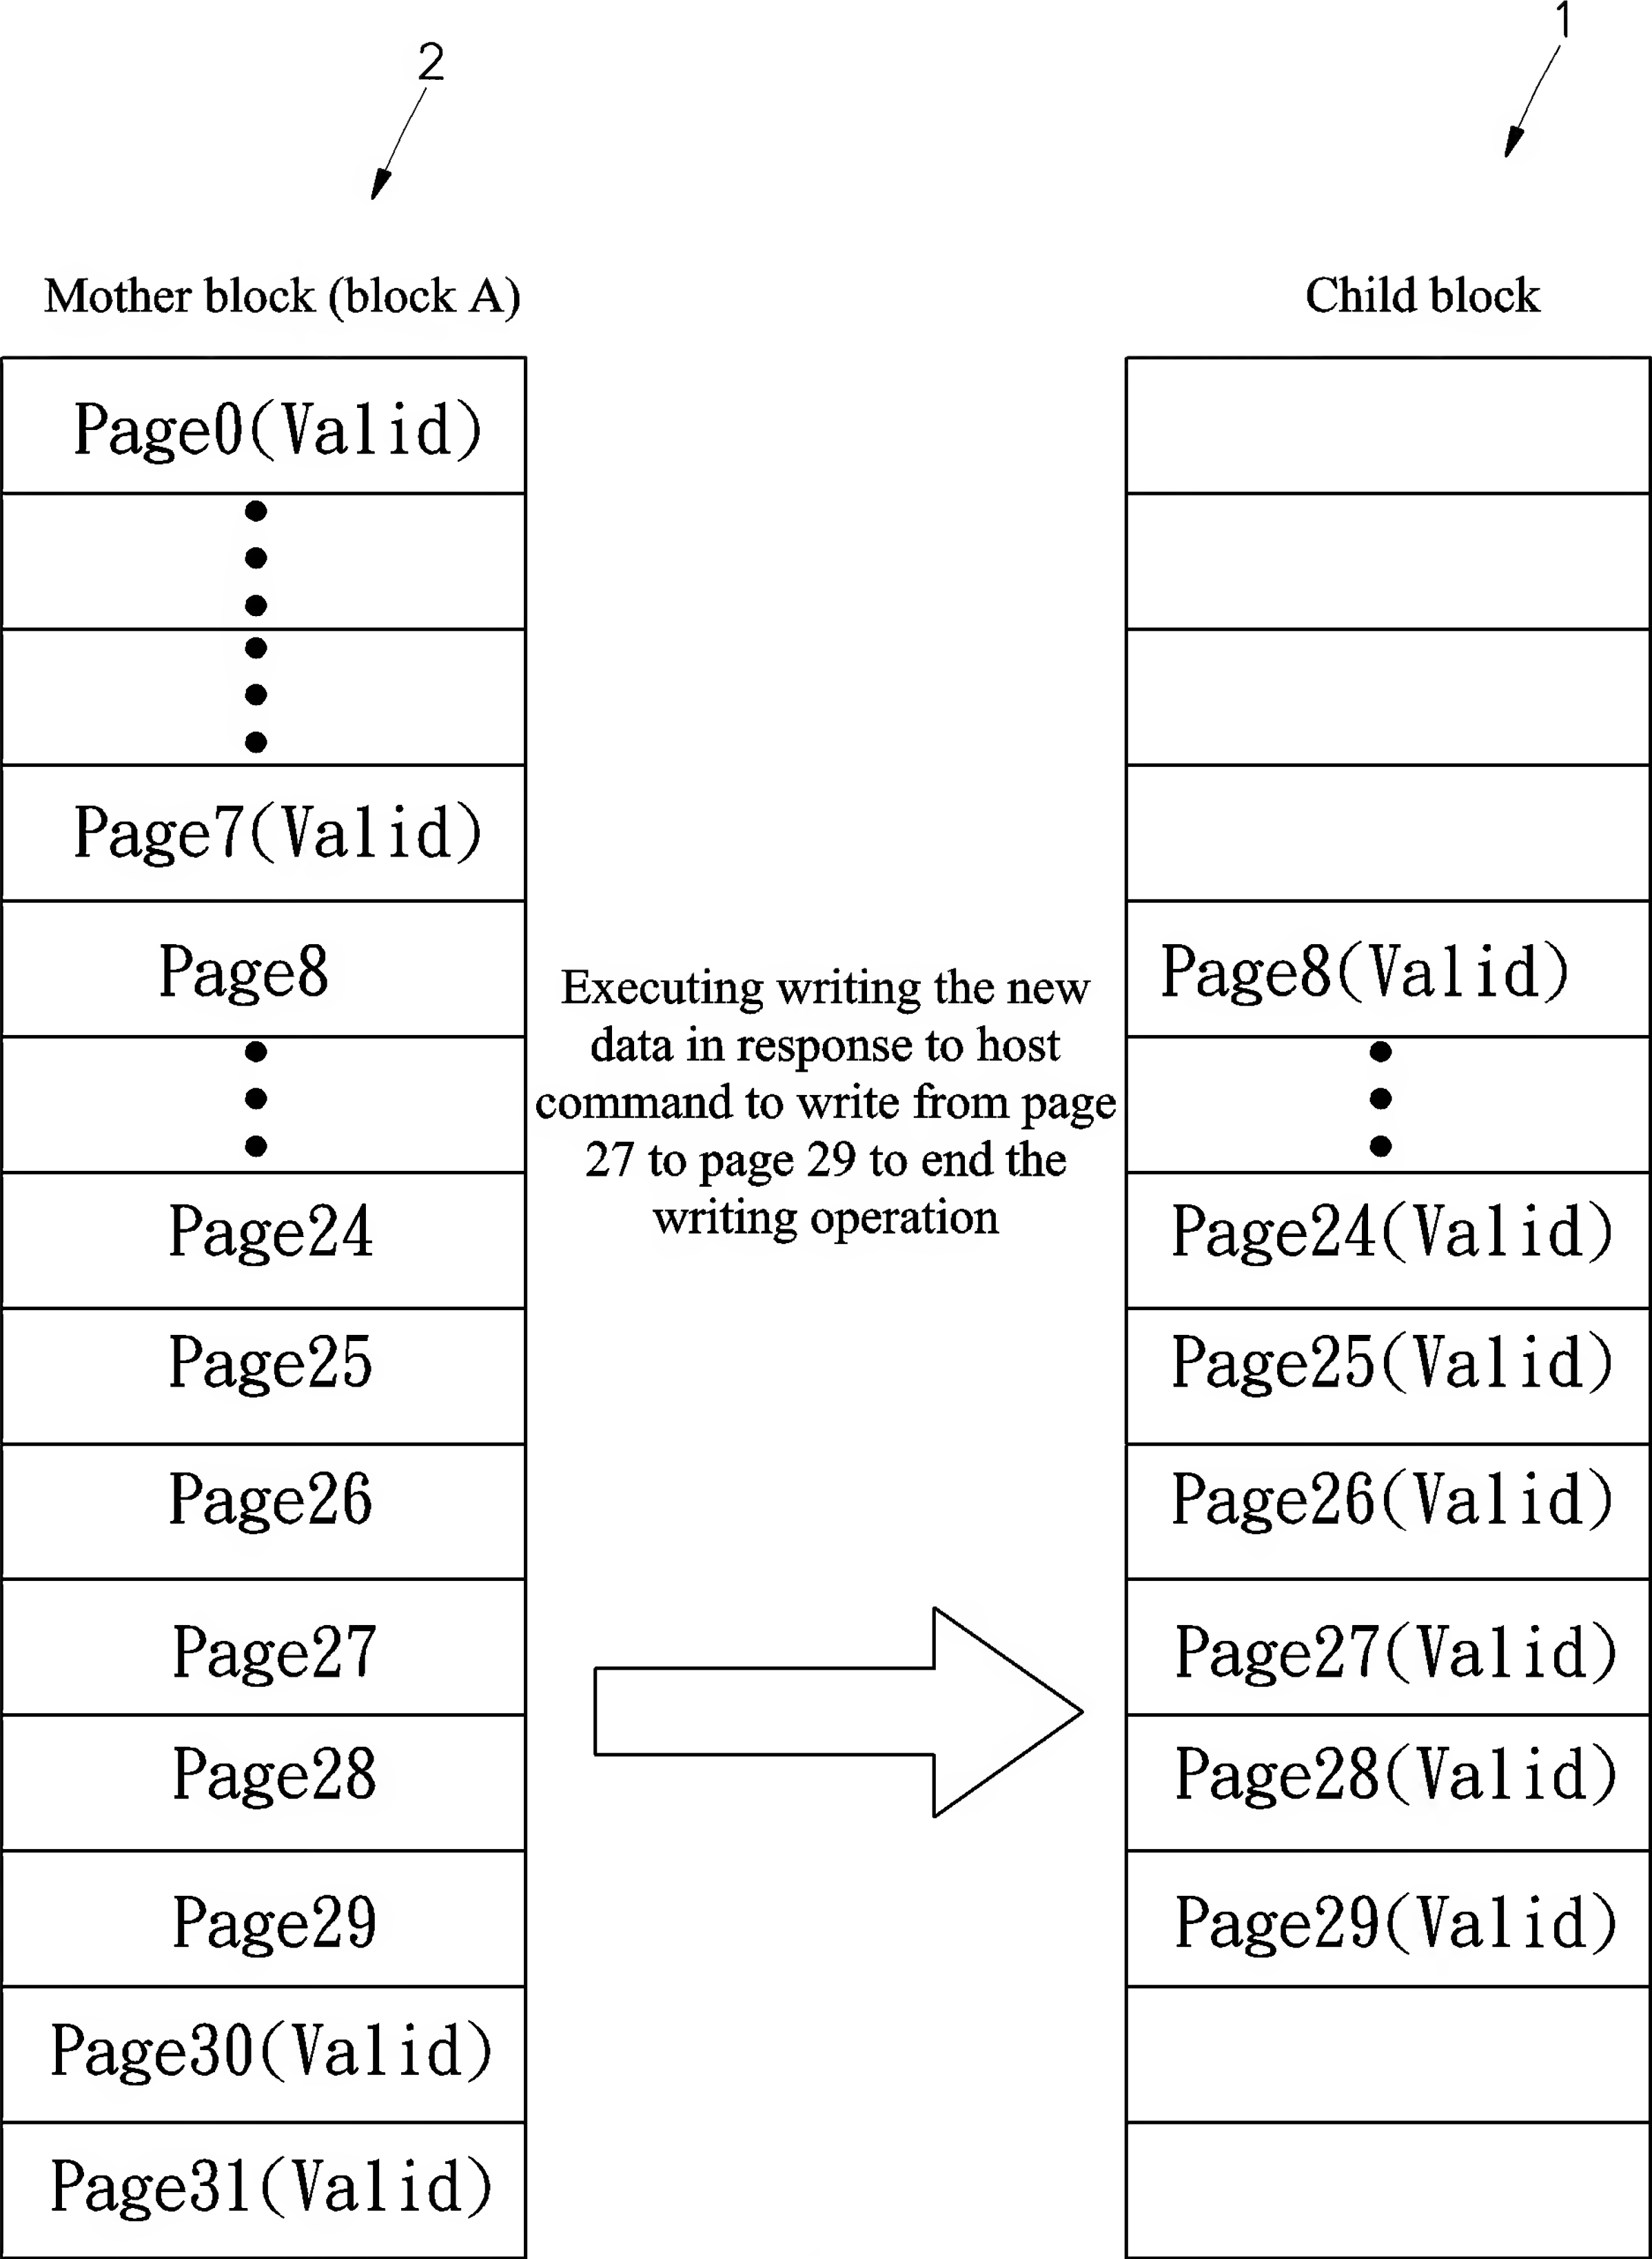 2
1
Mother block (block A)
Child block
Page0(Valid)
Page7(Valid)
Page8
Page8(Valid)
Executing writing the new
data in response to host
command to write from page
27 to page 29 to end the
writing operation
Page24
Page24(Valid)
Page25
Page25(Valid)
Page26
Page26(Valid)
Page27
Page27(Valid)
Page28
Page28(Valid)
Page29
Page29(Valid)
Page30(Valid)
Page31(Valid)